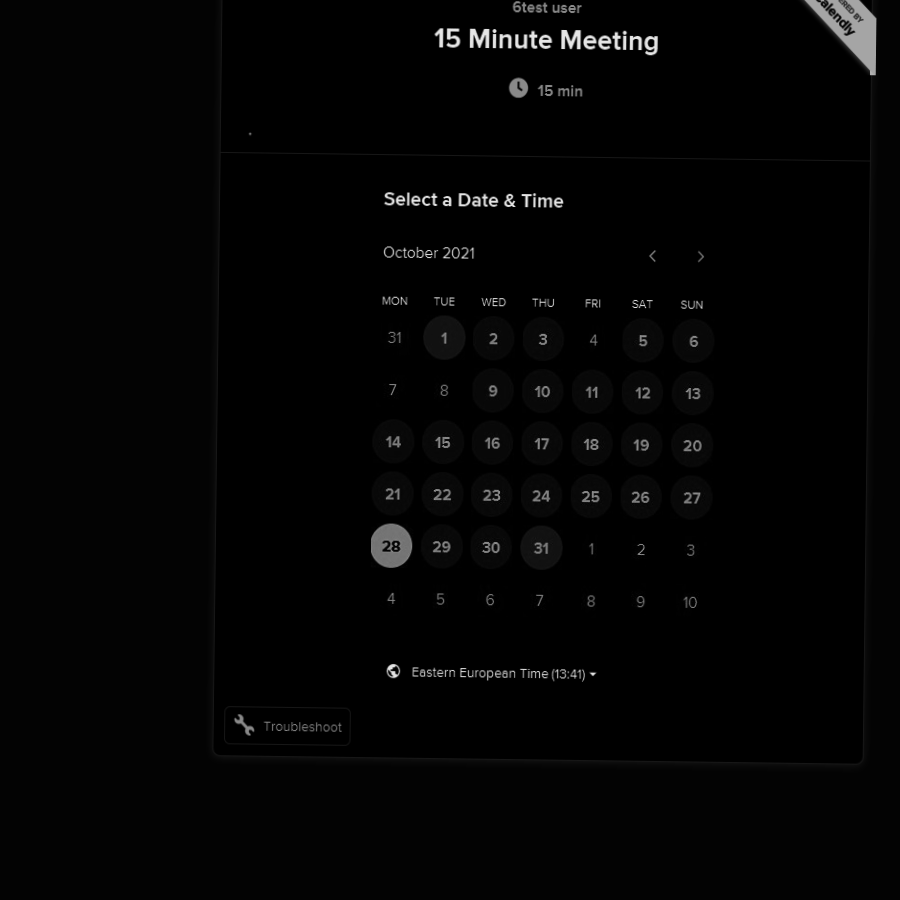 6test user
15 Minute Meeting
15 min
ERED BY
Calendly
Select a Date & Time
October 2021
MON TUE WED THU FRI SAT SUN
31 1 2 3 4 5 6
7 8 9 10 11 12 13
14 15 16 17 18 19 20
21 22 23 24 25 26 27
28 29 30 31 1 2 3
4 5 6 7 8 9 10
Eastern European Time (13:41)
Troubleshoot